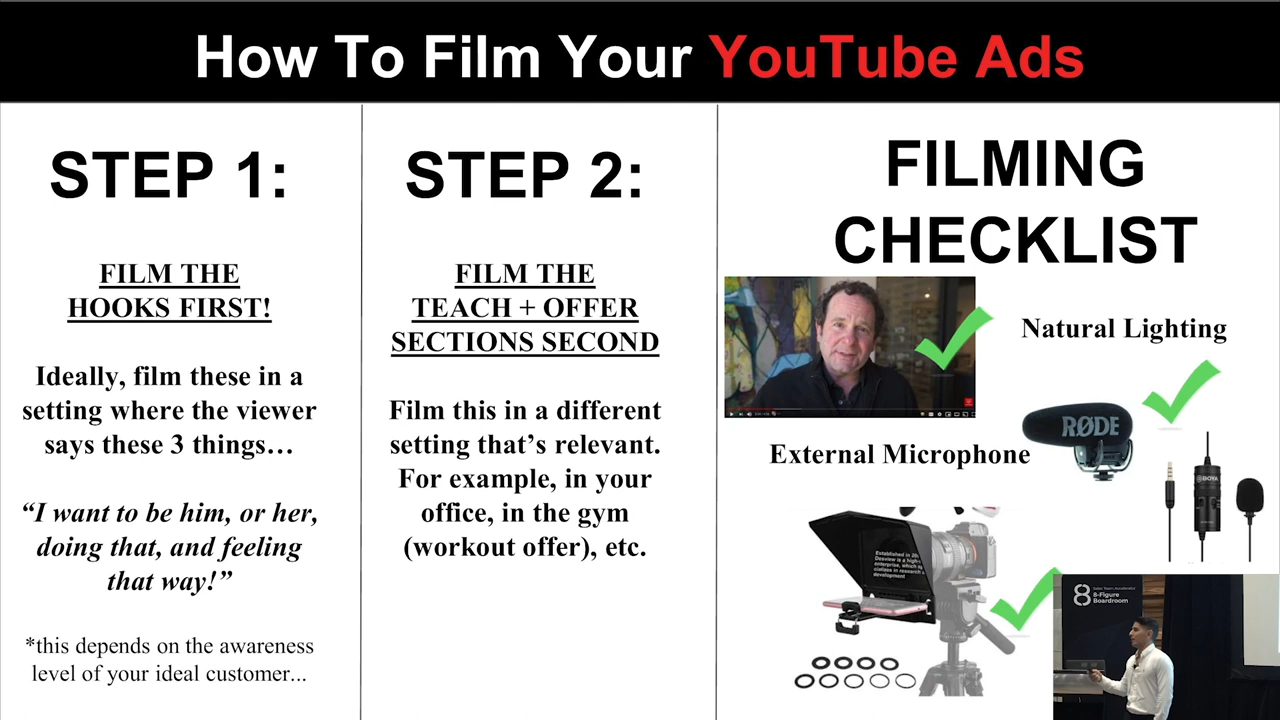 How To Film Your YouTube Ads
STEP 1:
FILM THE
HOOKS FIRST!
Ideally, film these in a
setting where the viewer
says these 3 things…
“I want to be him, or her,
doing that, and feeling
that way!”
*this depends on the awareness
level of your ideal customer...
STEP 2:
FILM THE
TEACH + OFFER
SECTIONS SECOND
Film this in a different
setting that’s relevant.
For example, in your
office, in the gym
(workout offer), etc.
FILMING
CHECKLIST
Natural Lighting
RØDE
External Microphone
BOYA
Established in
development
8
8-Figure
Boardroom